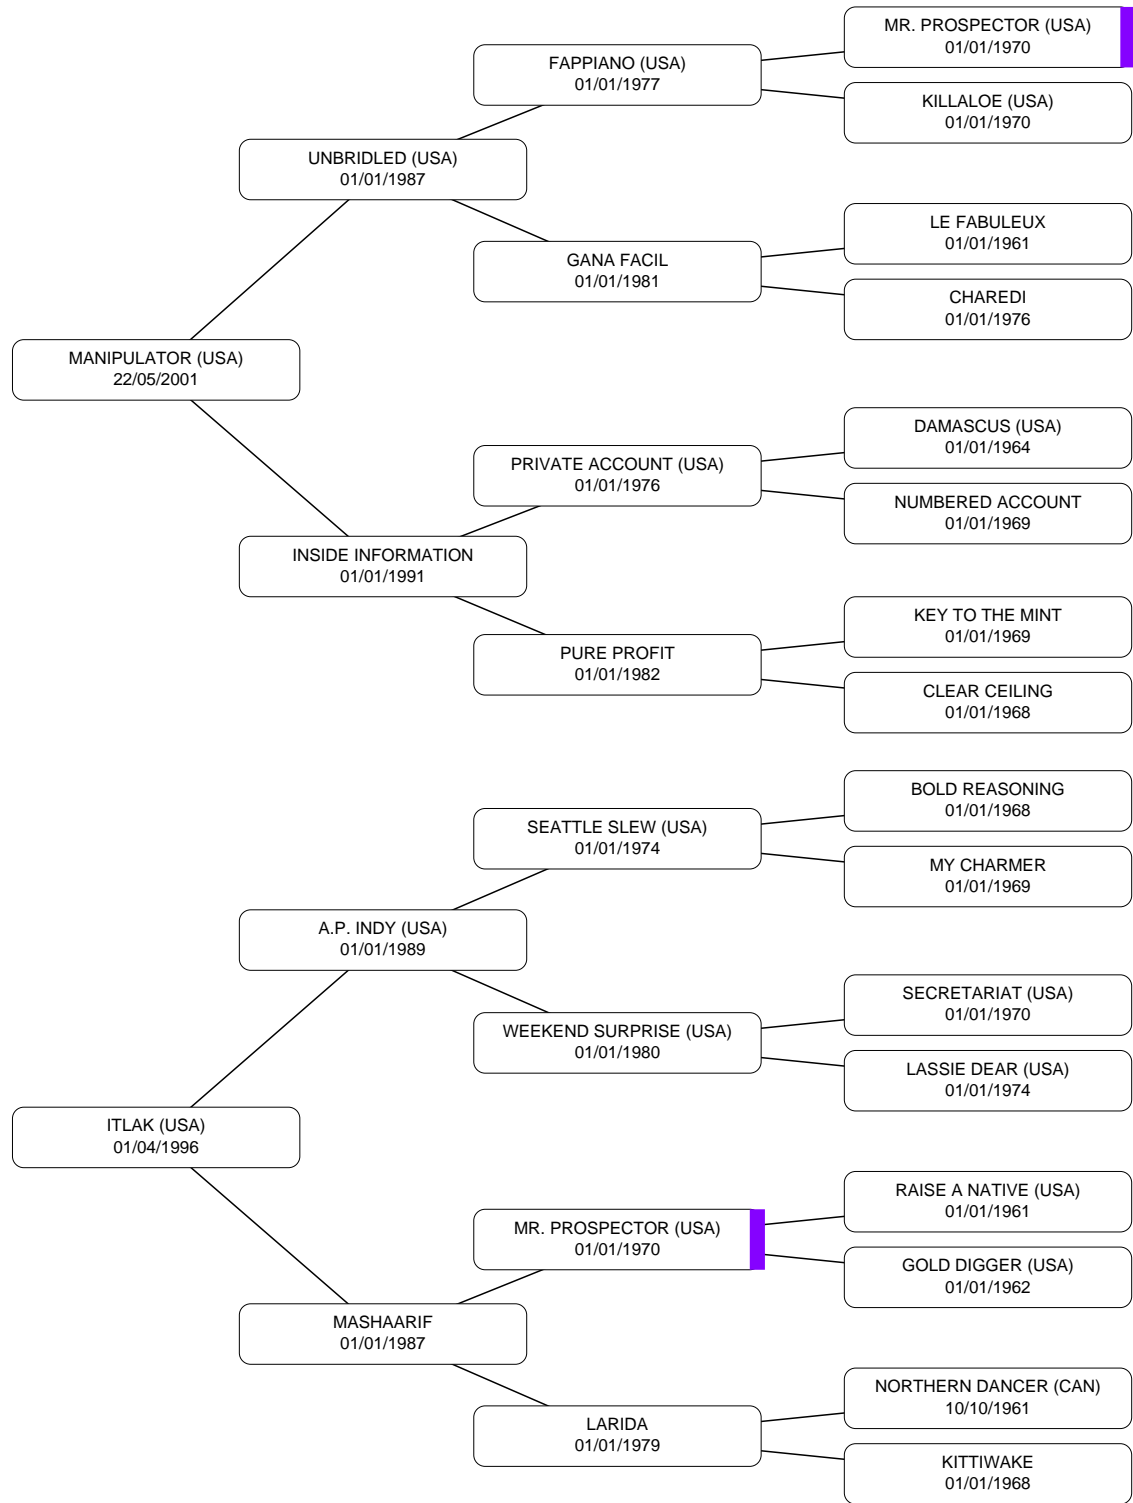 MR. PROSPECTOR (USA)
01/01/1970
FAPPIANO (USA)
01/01/1977
KILLALOE (USA)
01/01/1970
UNBRIDLED (USA)
01/01/1987
LE FABULEUX
01/01/1961
GANA FACIL
01/01/1981
CHAREDI
01/01/1976
MANIPULATOR (USA)
22/05/2001
DAMASCUS (USA)
01/01/1964
PRIVATE ACCOUNT (USA)
01/01/1976
NUMBERED ACCOUNT
01/01/1969
INSIDE INFORMATION
01/01/1991
KEY TO THE MINT
01/01/1969
PURE PROFIT
01/01/1982
CLEAR CEILING
01/01/1968
BOLD REASONING
01/01/1968
SEATTLE SLEW (USA)
01/01/1974
MY CHARMER
01/01/1969
A.P. INDY (USA)
01/01/1989
SECRETARIAT (USA)
01/01/1970
WEEKEND SURPRISE (USA)
01/01/1980
LASSIE DEAR (USA)
01/01/1974
ITLAK (USA)
01/04/1996
RAISE A NATIVE (USA)
01/01/1961
MR. PROSPECTOR (USA)
01/01/1970
GOLD DIGGER (USA)
01/01/1962
MASHAARIF
01/01/1987
NORTHERN DANCER (CAN)
10/10/1961
LARIDA
01/01/1979
KITTIWAKE
01/01/1968